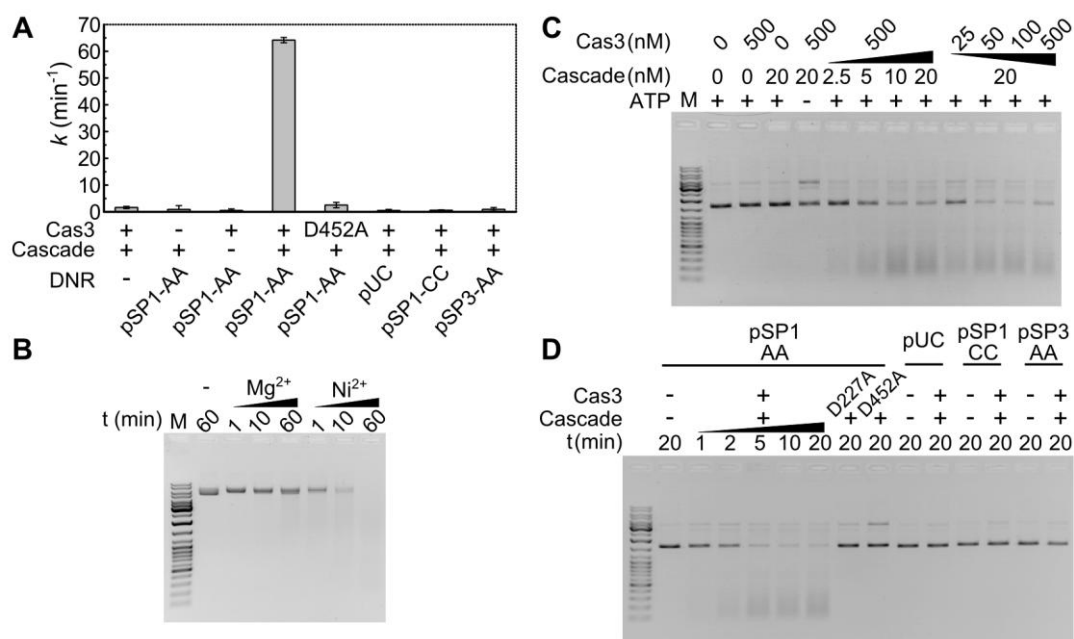 A
k (min⁻¹)
70
60
50
40
30
20
10
0
Cas3 + - + + D452A + + +
Cascade + + - + + + + +
DNR - pSP1-AA pSP1-AA pSP1-AA pSP1-AA pUC pSP1-CC pSP3-AA
B
- Mg²⁺ Ni²⁺
t (min) M 60 1 10 60 1 10 60
C
Cas3 (nM) 0 500 0 500 500 25 50 100 500
Cascade (nM) 0 0 20 20 2.5 5 10 20 20
ATP M + + + - + + + + + + + +
D
pSP1 AA pUC pSP1 CC pSP3 AA
Cas3 - + D227A D452A - + - + - +
Cascade - + + + - + - + - +
t (min) 20 1 2 5 10 20 20 20 20 20 20 20 20 20